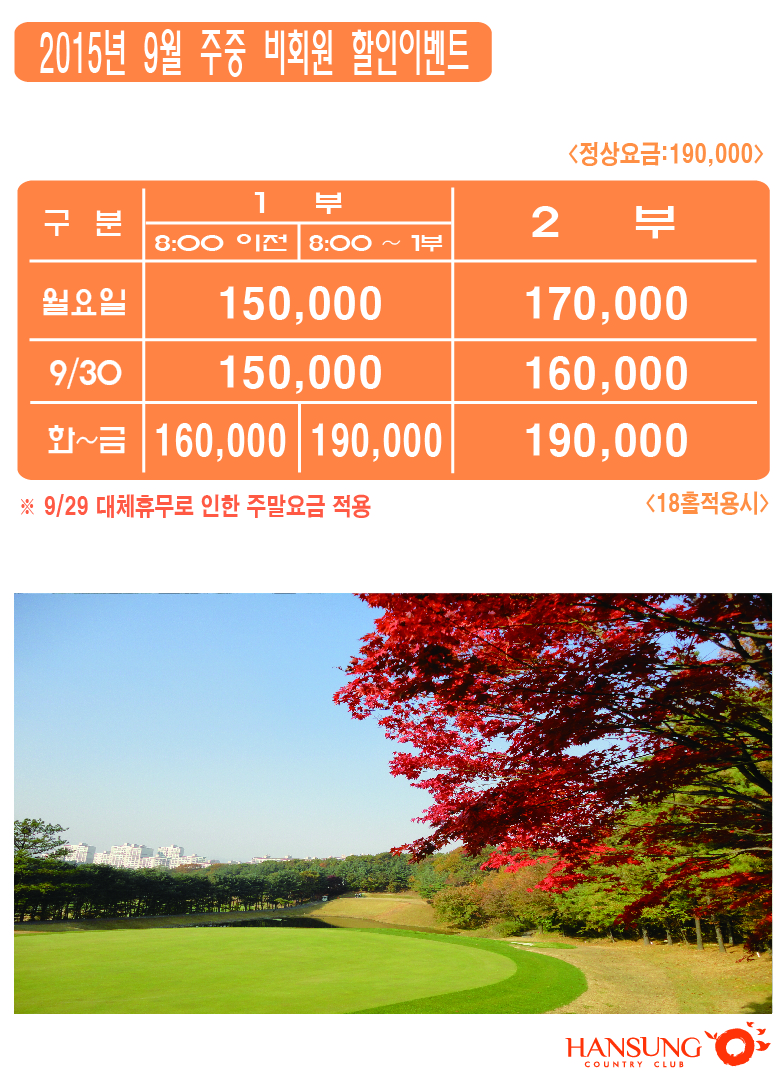 2015년 9월 주중 비회원 할인이벤트
<정상요금:190,000>
구 분 1 부 2 부
8:00 이전 8:00 ~ 1부
월요일 150,000 170,000
9/30 150,000 160,000
화~금 160,000 190,000 190,000
※ 9/29 대체휴무로 인한 주말요금 적용
<18홀적용시>
HANSUNG
COUNTRY CLUB